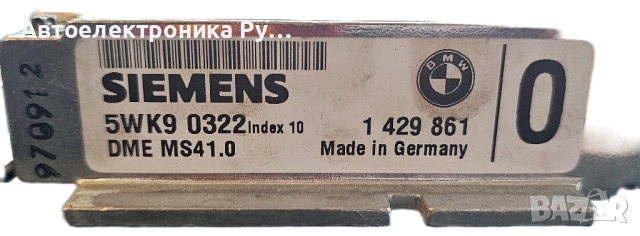 Автоелектроника Ру...
970912
SIEMENS
BMW
0
5WK9 0322 Index 10
1 429 861
DME MS41.0
Made in Germany
BAZAR